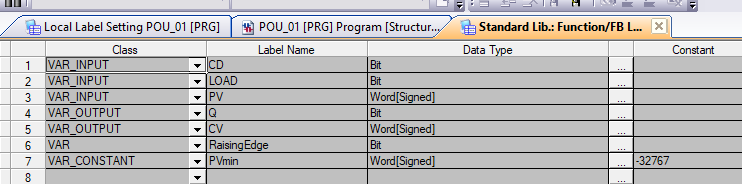 Local Label Setting POU_01 [PRG] POU_01 [PRG] Program [Structur... Standard Lib.: Function/FB L...
Class Label Name Data Type Constant
1 VAR_INPUT CD Bit ...
2 VAR_INPUT LOAD Bit ...
3 VAR_INPUT PV Word[Signed] ...
4 VAR_OUTPUT Q Bit ...
5 VAR_OUTPUT CV Word[Signed] ...
6 VAR RaisingEdge Bit ...
7 VAR_CONSTANT PVmin Word[Signed] ... -32767
8 ...